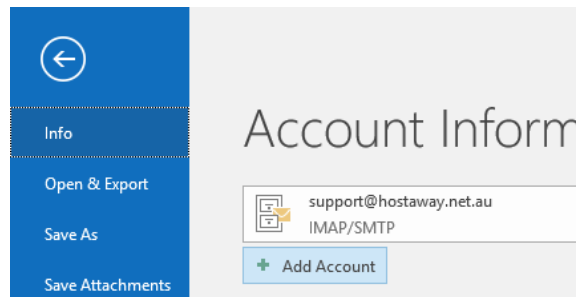 Info
Open & Export
Save As
Save Attachments
Account Inform
support@hostaway.net.au
IMAP/SMTP
Add Account